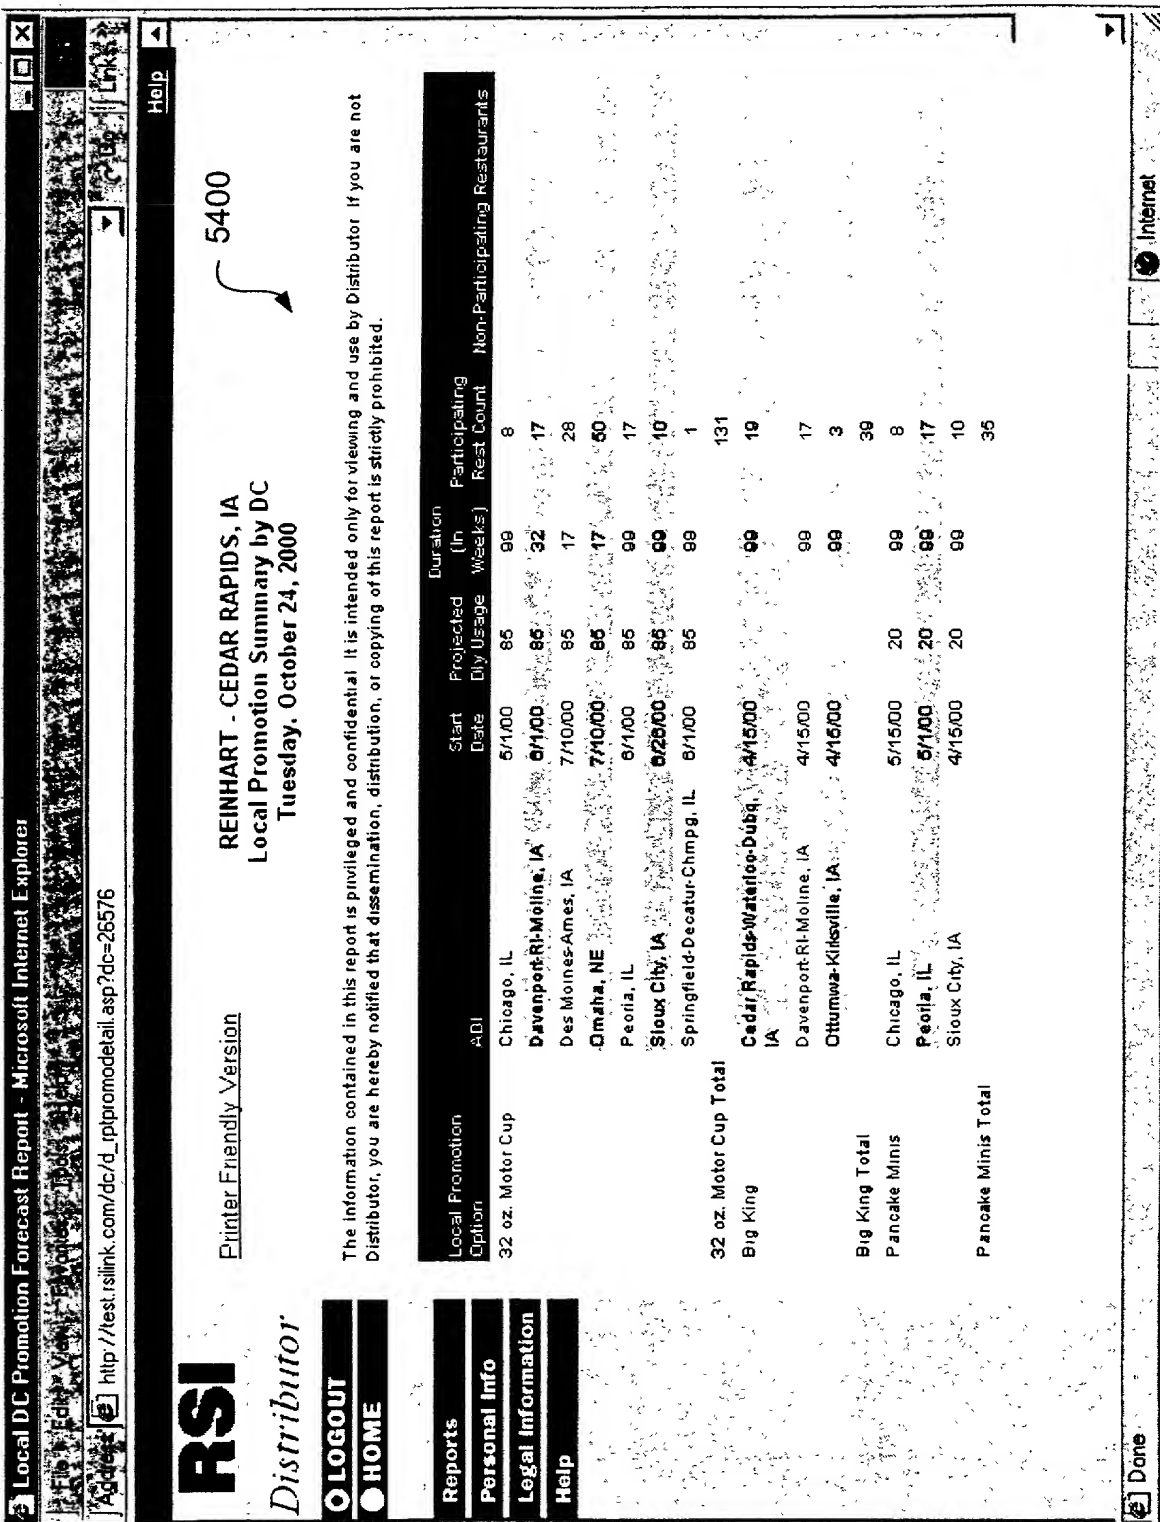 Local DC Promotion Forecast Report - Microsoft Internet Explorer
File Edit View Favorites Tools Help
Address http://test.rsilink.com/dc/d_rptpromodetail.asp?dc=26576 Go Links »
Help
RSI
Distributor
LOGOUT
HOME
Reports
Personal Info
Legal Information
Help
Printer Friendly Version
REINHART - CEDAR RAPIDS, IA
Local Promotion Summary by DC
Tuesday, October 24, 2000
5400
The information contained in this report is privileged and confidential It is intended only for viewing and use by Distributor If you are not
Distributor, you are hereby notified that dissemination, distribution, or copying of this report is strictly prohibited.
Local Promotion Option ADI Start Date Projected Dly Usage Duration (In Weeks) Participating Rest Count Non-Participating Restaurants
32 oz. Motor Cup Chicago, IL 5/1/00 85 99 8
Davenport-RI-Moline, IA 6/1/00 85 32 17
Des Moines-Ames, IA 7/10/00 85 17 28
Omaha, NE 7/10/00 85 17 50
Peoria, IL 6/1/00 85 99 17
Sioux City, IA 6/26/00 85 99 10
Springfield-Decatur-Chmpg, IL 6/1/00 85 99 1
32 oz. Motor Cup Total 131
Big King Cedar Rapids-Waterloo-Dubq, 4/15/00 99 19
IA
Davenport-RI-Moline, IA 4/15/00 99 17
Ottumwa-Kirksville, IA 4/15/00 99 3
Big King Total 39
Pancake Minis Chicago, IL 5/15/00 20 99 8
Peoria, IL 5/1/00 20 99 17
Sioux City, IA 4/15/00 20 99 10
Pancake Minis Total 35
Done Internet